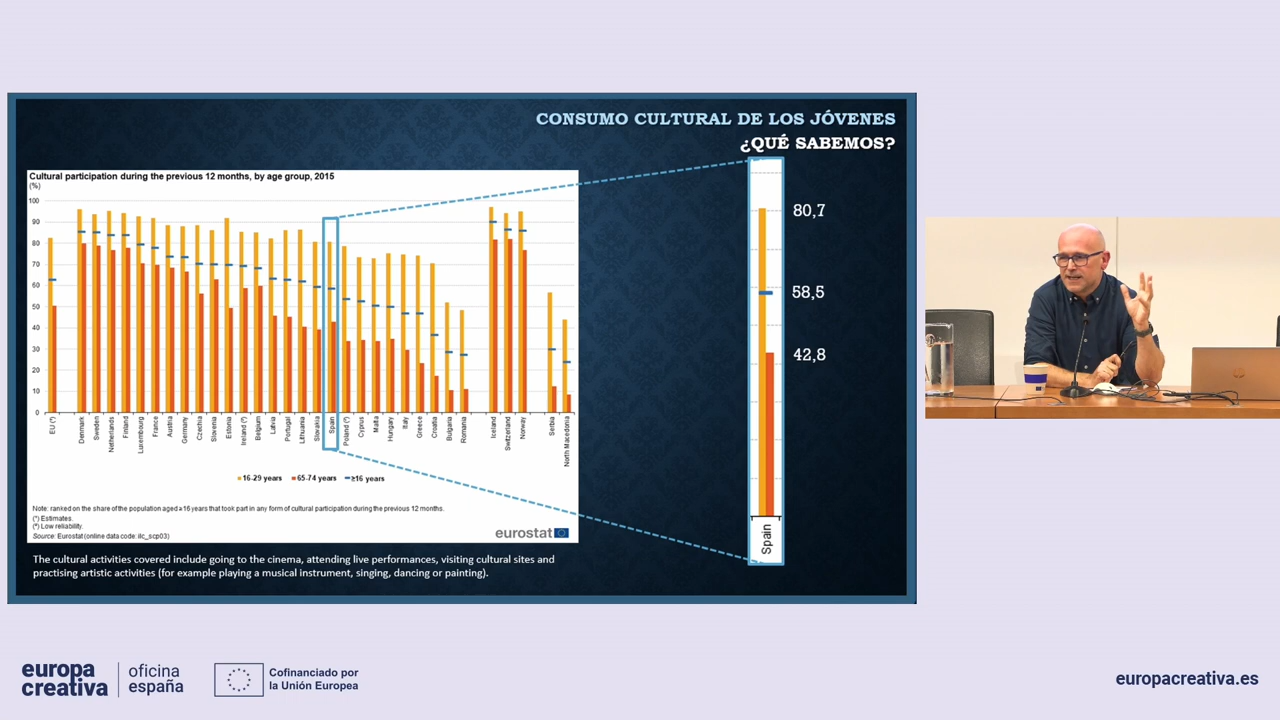 CONSUMO CULTURAL DE LOS JÓVENES
¿QUÉ SABEMOS?
Cultural participation during the previous 12 months, by age group, 2015
(%)
100
90
80
70
60
50
40
30
20
10
0
EU (¹)
Denmark
Sweden
Netherlands
Finland
Luxembourg
France
Austria
Germany
Czechia
Slovenia
Estonia
Ireland (²)
Belgium
Latvia
Portugal
Lithuania
Slovakia
Spain
Poland (²)
Cyprus
Malta
Hungary
Italy
Greece
Croatia
Bulgaria
Romania
Iceland
Switzerland
Norway
Serbia
North Macedonia
16-29 years 65-74 years ≥16 years
Note: ranked on the share of the population aged ≥16 years that took part in any form of cultural participation during the previous 12 months.
(¹) Estimates.
(²) Low reliability.
Source: Eurostat (online data code: ilc_scp03)
eurostat
80,7
58,5
42,8
Spain
The cultural activities covered include going to the cinema, attending live performances, visiting cultural sites and
practising artistic activities (for example playing a musical instrument, singing, dancing or painting).
europa
creativa
oficina
españa
Cofinanciado por
la Unión Europea
europacreativa.es